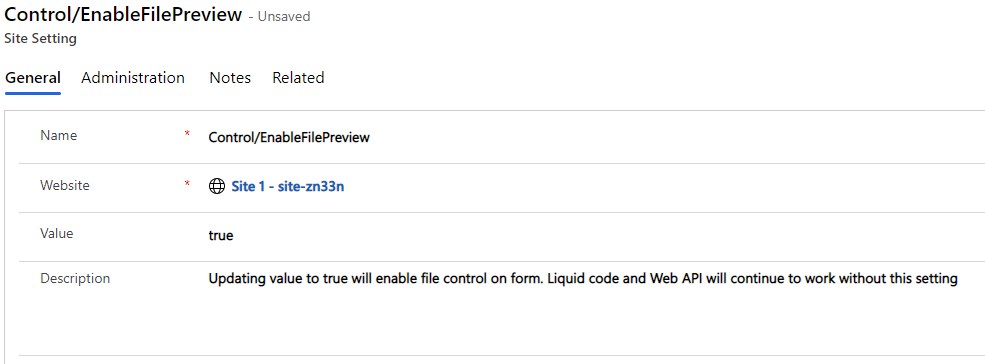 Control/EnableFilePreview - Unsaved
Site Setting
General Administration Notes Related
Name * Control/EnableFilePreview
Website * Site 1 - site-zn33n
Value true
Description Updating value to true will enable file control on form. Liquid code and Web API will continue to work without this setting